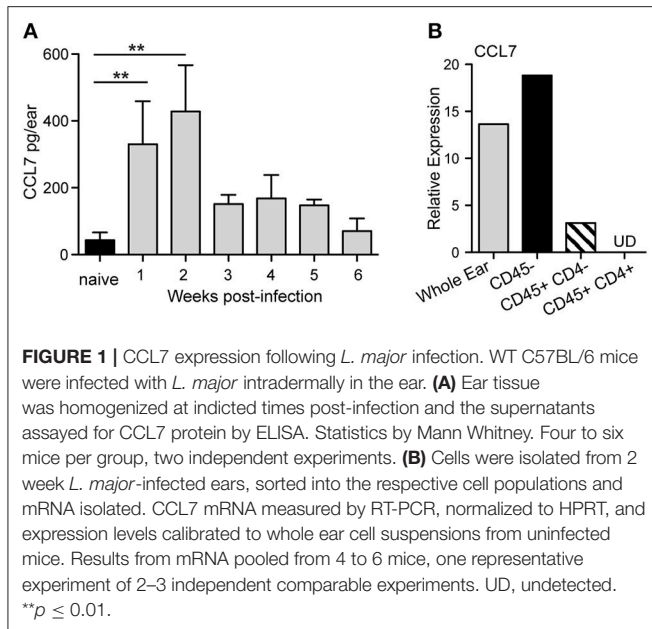 A
B
**
**
600
400
200
0
CCL7 pg/ear
naive
1 2 3 4 5 6
Weeks post-infection
CCL7
20
15
10
5
0
Relative Expression
UD
Whole Ear
CD45-
CD45+ CD4-
CD45+ CD4+
FIGURE 1 | CCL7 expression following L. major infection. WT C57BL/6 mice
were infected with L. major intradermally in the ear. (A) Ear tissue
was homogenized at indicted times post-infection and the supernatants
assayed for CCL7 protein by ELISA. Statistics by Mann Whitney. Four to six
mice per group, two independent experiments. (B) Cells were isolated from 2
week L. major-infected ears, sorted into the respective cell populations and
mRNA isolated. CCL7 mRNA measured by RT-PCR, normalized to HPRT, and
expression levels calibrated to whole ear cell suspensions from uninfected
mice. Results from mRNA pooled from 4 to 6 mice, one representative
experiment of 2–3 independent comparable experiments. UD, undetected.
**p ≤ 0.01.